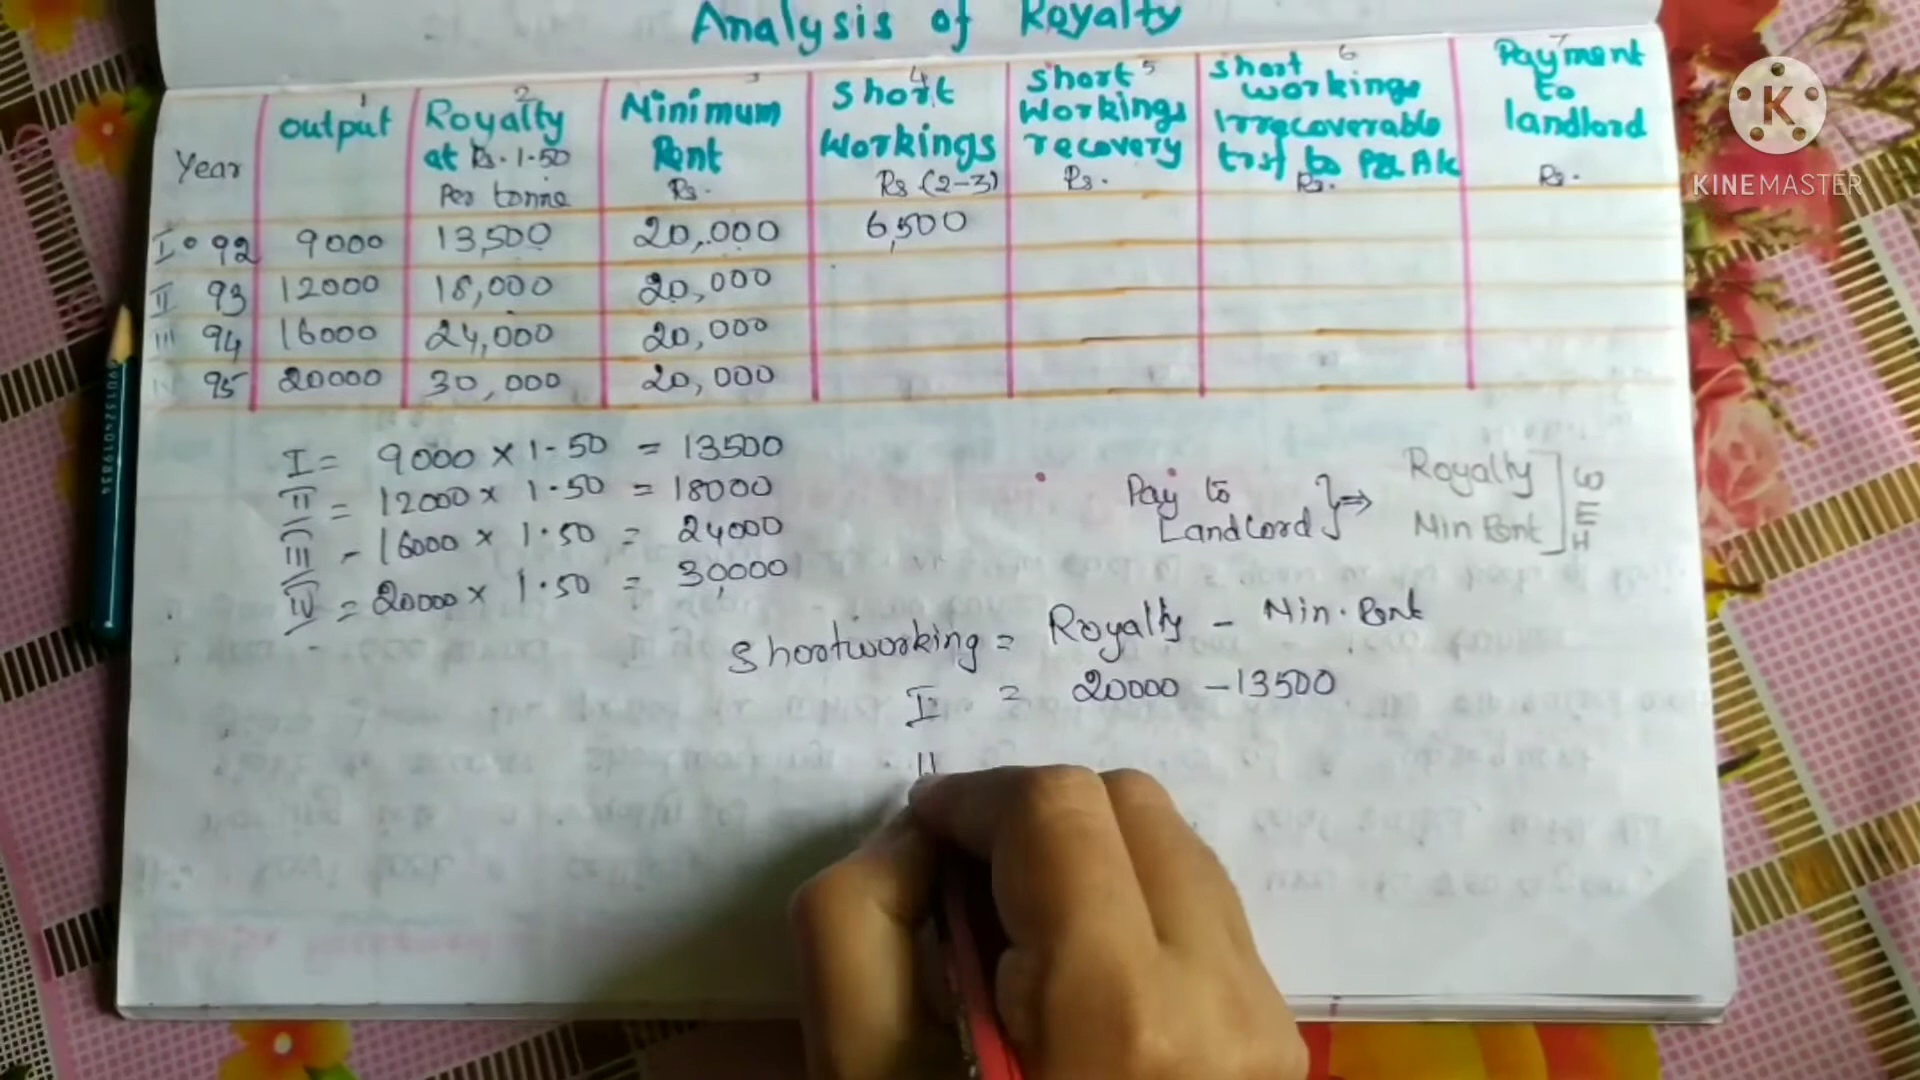 Analysis of Royalty
Year
1
output
2
Royalty
at Rs. 1.50
Per tonne
3
Minimum
Rent
Rs.
4
Short
Workings
Rs (2-3)
5
Short
Workings
recovery
Rs.
6
Short
workings
Irrecoverable
trsf to P&L A/c
Rs.
7
Payment
to
landlord
Rs.
K
KINEMASTER
I 92 9000 13,500 20,000 6,500
II 93 12000 18,000 20,000
III 94 16000 24,000 20,000
IV 95 20000 30,000 20,000
I = 9000 × 1.50 = 13500
II = 12000 × 1.50 = 18000
III - 16000 × 1.50 = 24000
IV = 20000 × 1.50 = 30000
Pay to
Landlord } ⇒
Royalty
Min Rent
Shortworking = Royalty - Min. Rent
I = 20000 - 13500
II